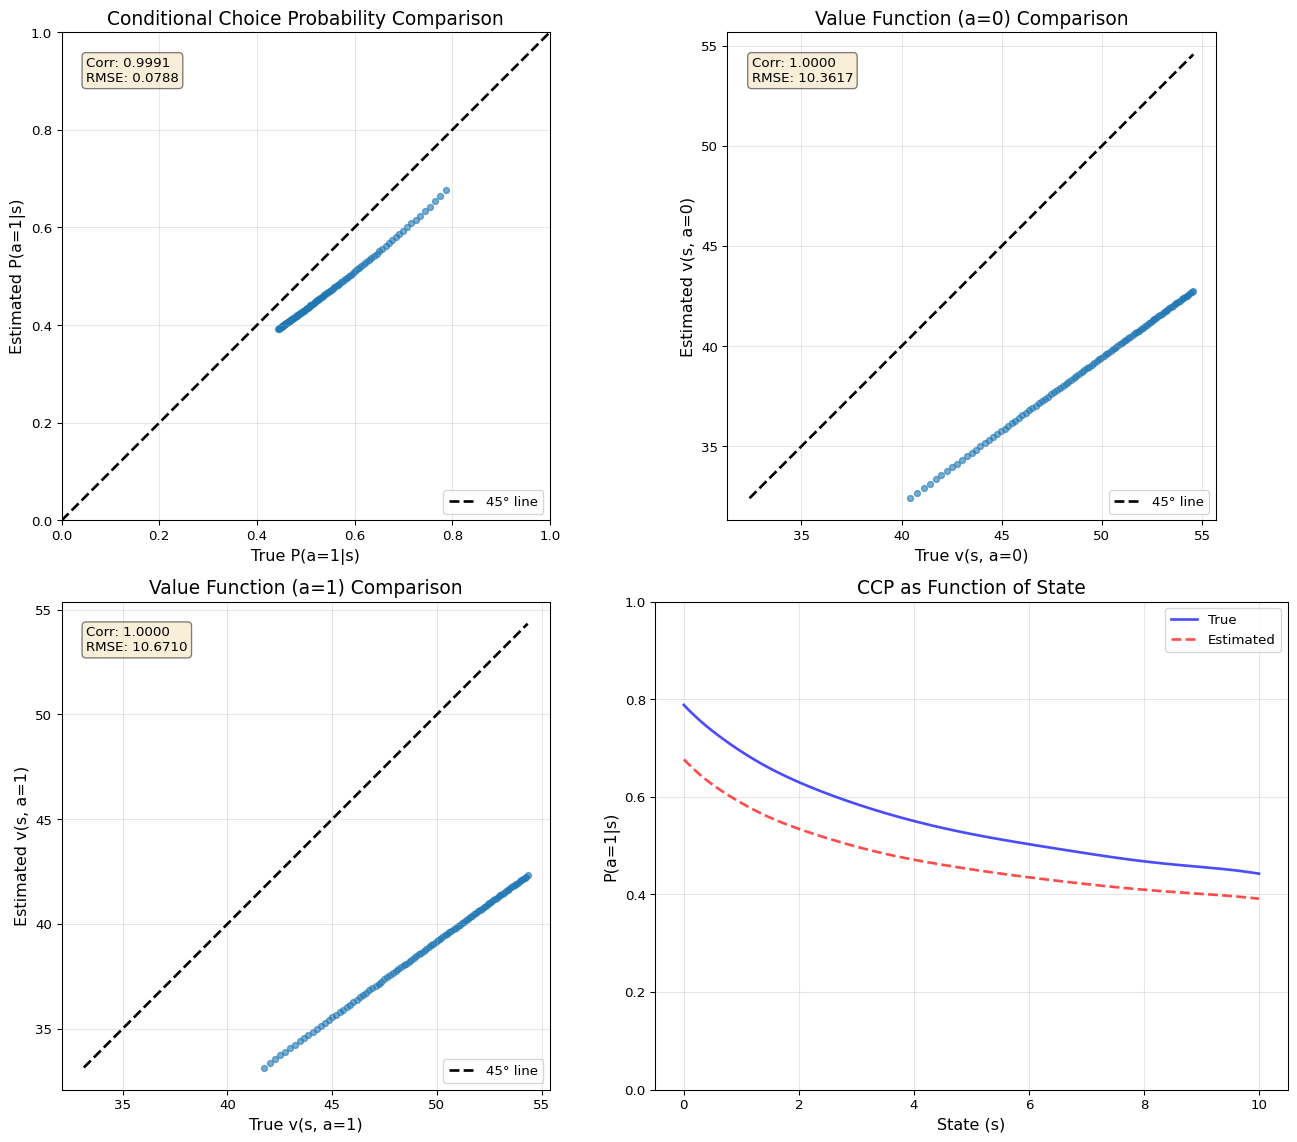 Conditional Choice Probability Comparison
Corr: 0.9991
RMSE: 0.0788
1.0
0.8
0.6
0.4
0.2
0.0
Estimated P(a=1|s)
0.0 0.2 0.4 0.6 0.8 1.0
True P(a=1|s)
45° line
Value Function (a=0) Comparison
Corr: 1.0000
RMSE: 10.3617
55
50
45
40
35
Estimated v(s, a=0)
35 40 45 50 55
True v(s, a=0)
45° line
Value Function (a=1) Comparison
Corr: 1.0000
RMSE: 10.6710
55
50
45
40
35
Estimated v(s, a=1)
35 40 45 50 55
True v(s, a=1)
45° line
CCP as Function of State
True
Estimated
1.0
0.8
0.6
0.4
0.2
0.0
P(a=1|s)
0 2 4 6 8 10
State (s)